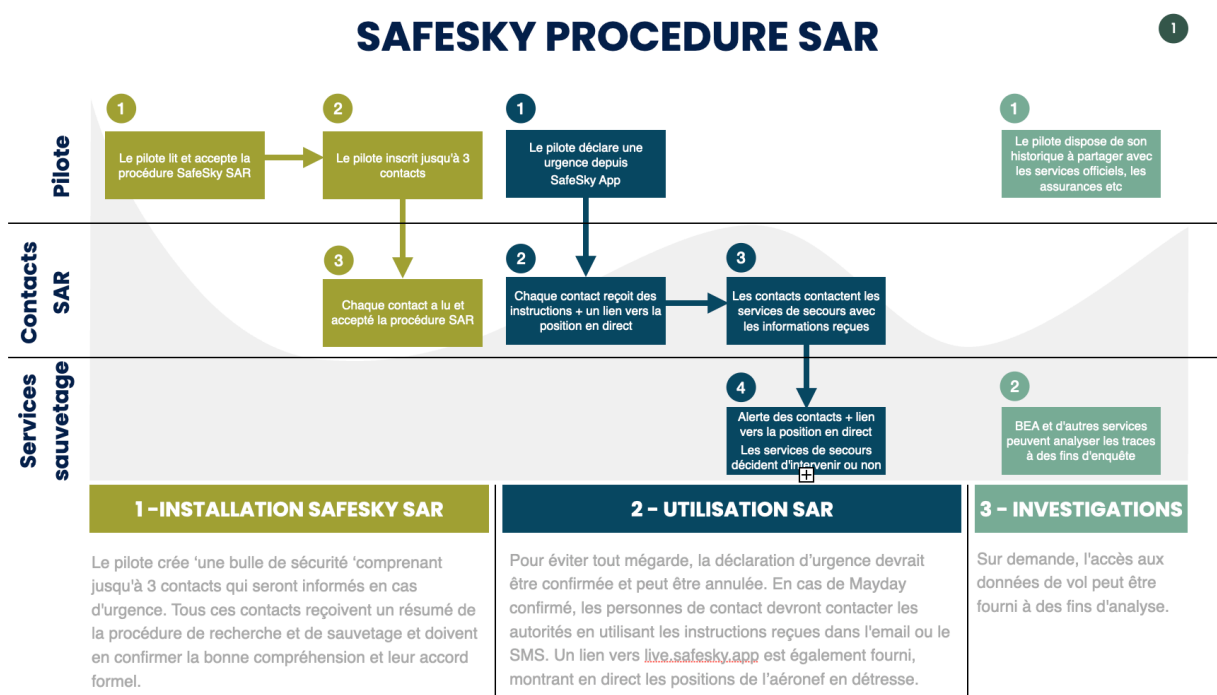 SAFESKY PROCEDURE SAR
1
Pilote
1
Le pilote lit et accepte la
procédure SafeSky SAR
2
Le pilote inscrit jusqu'à 3
contacts
1
Le pilote déclare une
urgence depuis
SafeSky App
1
Le pilote dispose de son
historique à partager avec
les services officiels, les
assurances etc
Contacts
SAR
3
Chaque contact a lu et
accepté la procédure SAR
2
Chaque contact reçoit des
instructions + un lien vers la
position en direct
3
Les contacts contactent les
services de secours avec
les informations reçues
Services
sauvetage
4
Alerte des contacts + lien
vers la position en direct
Les services de secours
décident d'intervenir ou non
2
BEA et d'autres services
peuvent analyser les traces
à des fins d'enquête
1 -INSTALLATION SAFESKY SAR
Le pilote crée ‘une bulle de sécurité ‘comprenant
jusqu'à 3 contacts qui seront informés en cas
d'urgence. Tous ces contacts reçoivent un résumé de
la procédure de recherche et de sauvetage et doivent
en confirmer la bonne compréhension et leur accord
formel.
2 - UTILISATION SAR
Pour éviter tout mégarde, la déclaration d’urgence devrait
être confirmée et peut être annulée. En cas de Mayday
confirmé, les personnes de contact devront contacter les
autorités en utilisant les instructions reçues dans l'email ou le
SMS. Un lien vers live.safesky.app est également fourni,
montrant en direct les positions de l’aéronef en détresse.
3 - INVESTIGATIONS
Sur demande, l'accès aux
données de vol peut être
fourni à des fins d'analyse.